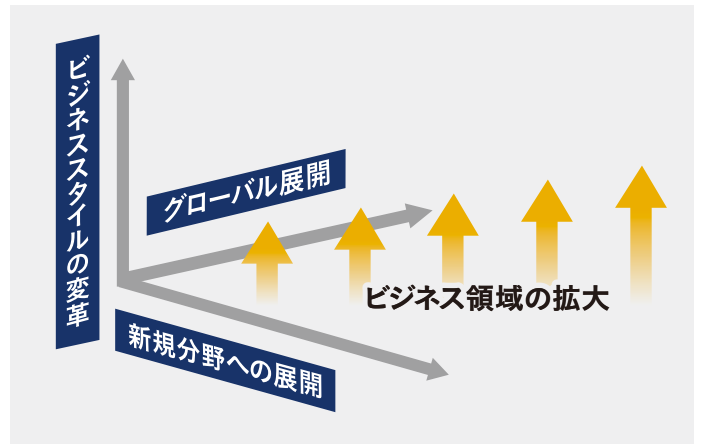 ビジネススタイルの変革
グローバル展開
ビジネス領域の拡大
新規分野への展開